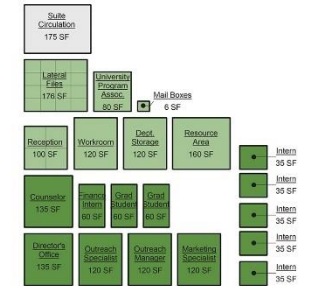 Suite
Circulation
175 SF
Lateral
Files
176 SF
University
Program
Assoc.
80 SF
Mail Boxes
6 SF
Reception
100 SF
Workroom
120 SF
Dept.
Storage
120 SF
Resource
Area
160 SF
Intern
35 SF
Counselor
135 SF
Finance
Intern
60 SF
Grad
Student
60 SF
Grad
Student
60 SF
Intern
35 SF
Intern
35 SF
Director's
Office
135 SF
Outreach
Specialist
120 SF
Outreach
Manager
120 SF
Marketing
Specialist
120 SF
Intern
35 SF
Intern
35 SF